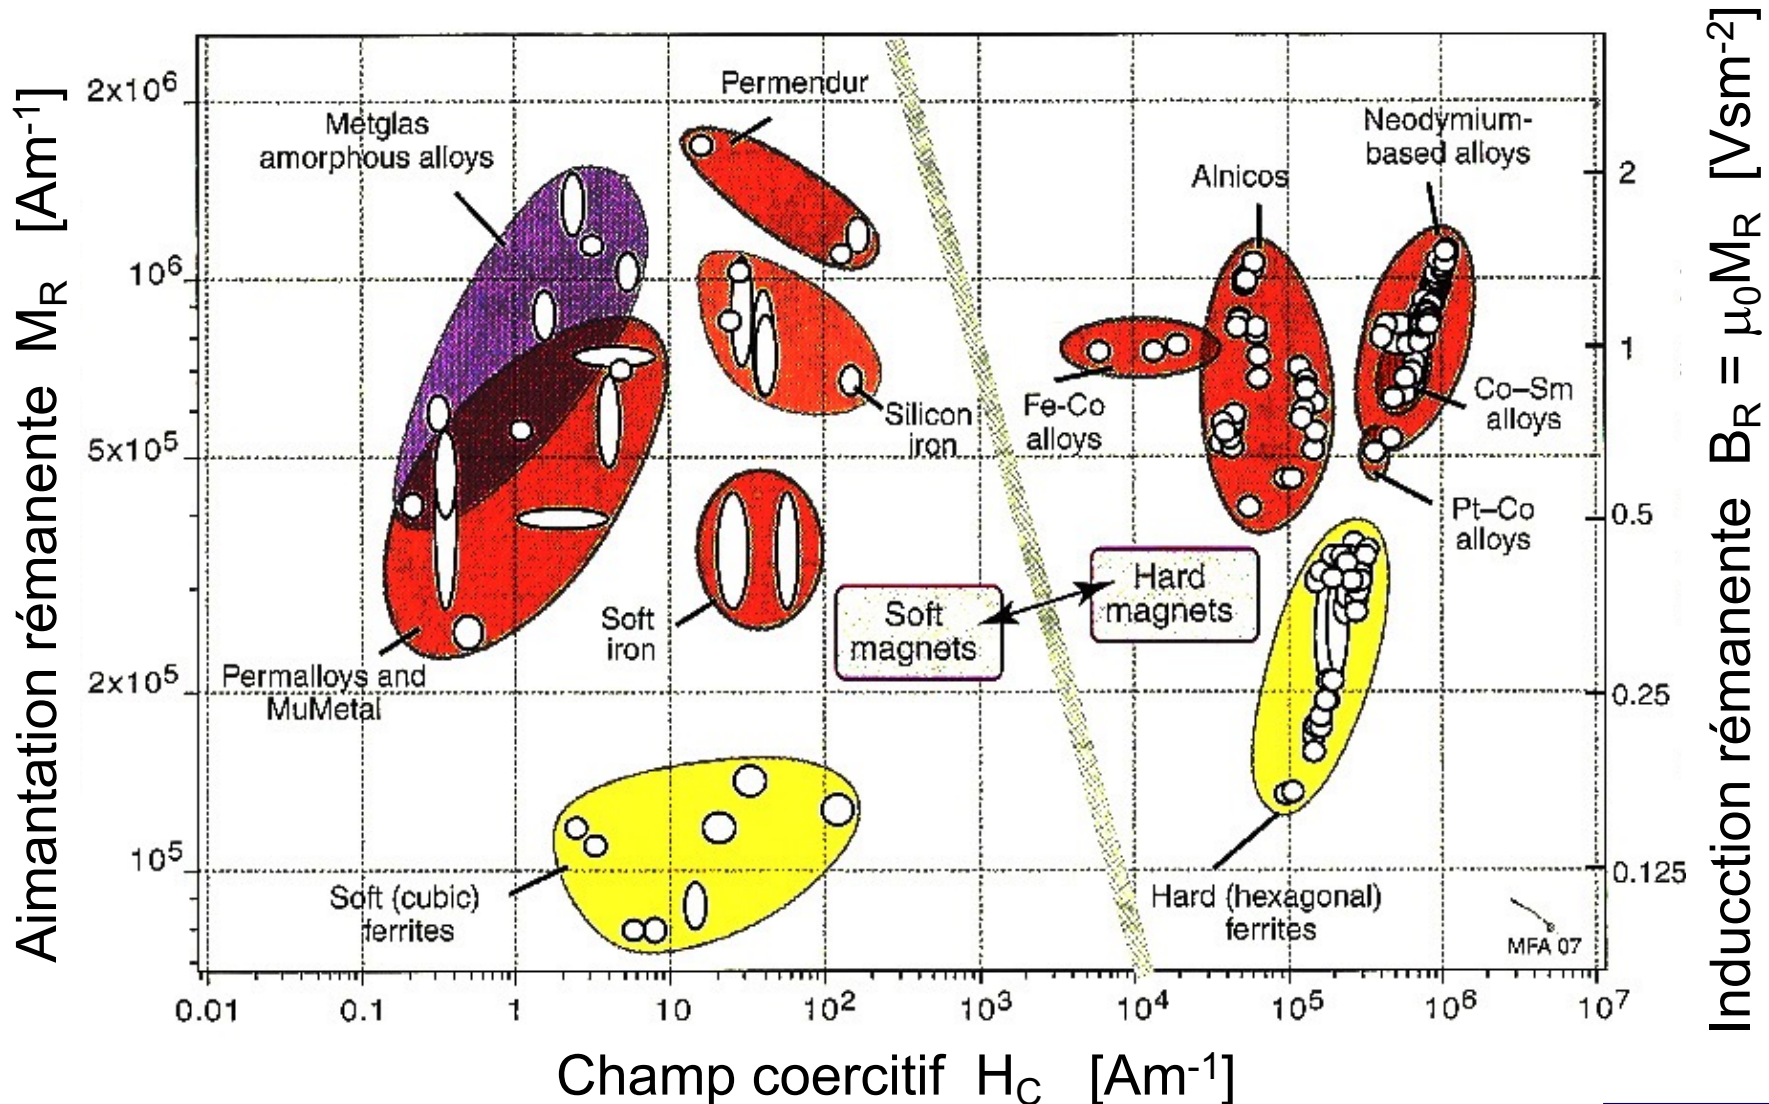 Aimantation rémanente M_R [Am⁻¹]
2x10⁶
10⁶
5x10⁵
2x10⁵
10⁵
Metglas
amorphous alloys
Permendur
Alnicos
Neodymium-
based alloys
Silicon
iron
Fe-Co
alloys
Co–Sm
alloys
Pt–Co
alloys
Soft
iron
Soft
magnets
Hard
magnets
Permalloys and
MuMetal
Soft (cubic)
ferrites
Hard (hexagonal)
ferrites
MFA 07
2
1
0.5
0.25
0.125
Inducction rémanente B_R = μ₀M_R [Vsm⁻²]
0.01 0.1 1 10 10² 10³ 10⁴ 10⁵ 10⁶ 10⁷
Champ coercitif H_C [Am⁻¹]